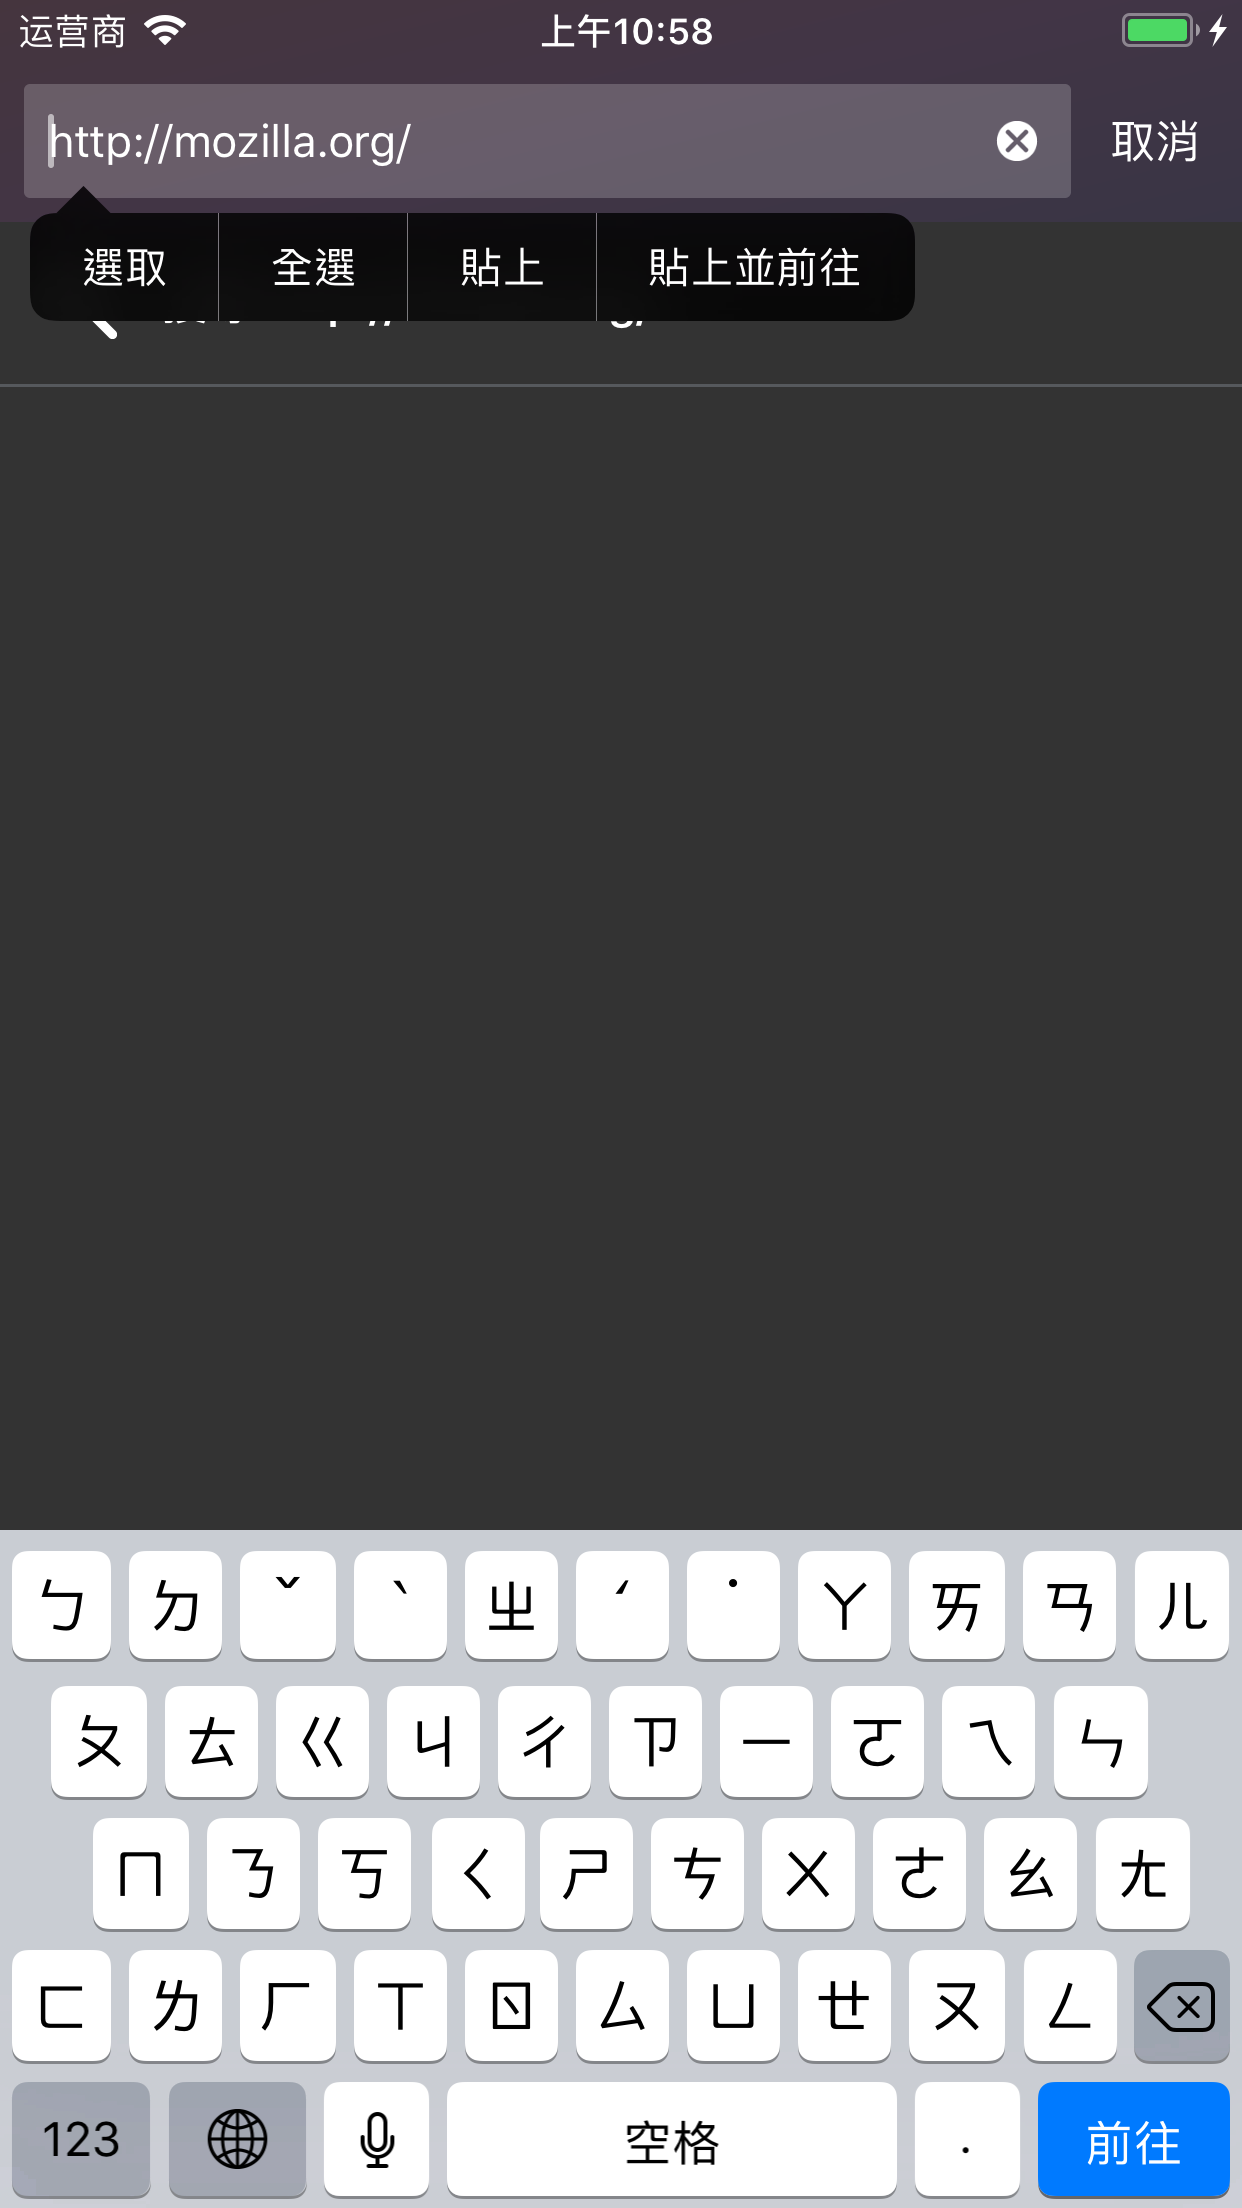 运营商 上午10:58
http://mozilla.org/ 取消
選取 全選 貼上 貼上並前往
ㄅ ㄉ ˇ ˋ ㄓ ˊ ˙ ㄚ ㄞ ㄢ ㄦ
ㄆ ㄊ ㄍ ㄐ ㄔ ㄗ ㄧ ㄛ ㄟ ㄣ
ㄇ ㄋ ㄎ ㄑ ㄕ ㄘ ㄨ ㄜ ㄠ ㄤ
ㄈ ㄌ ㄏ ㄒ ㄖ ㄙ ㄩ ㄝ ㄡ ㄥ
123 空格 . 前往